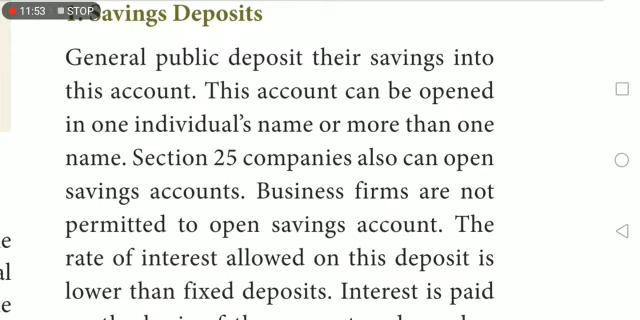 11:53 STOP
1. Savings Deposits
General public deposit their savings into
this account. This account can be opened
in one individual's name or more than one
name. Section 25 companies also can open
savings accounts. Business firms are not
permitted to open savings account. The
rate of interest allowed on this deposit is
lower than fixed deposits. Interest is paid